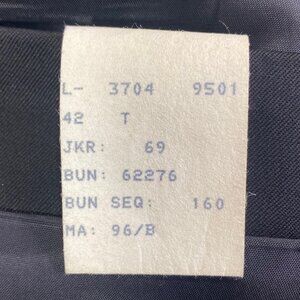 L- 3704 9501
42 T
JKR: 69
BUN: 62276
BUN SEQ: 160
MA: 96/B